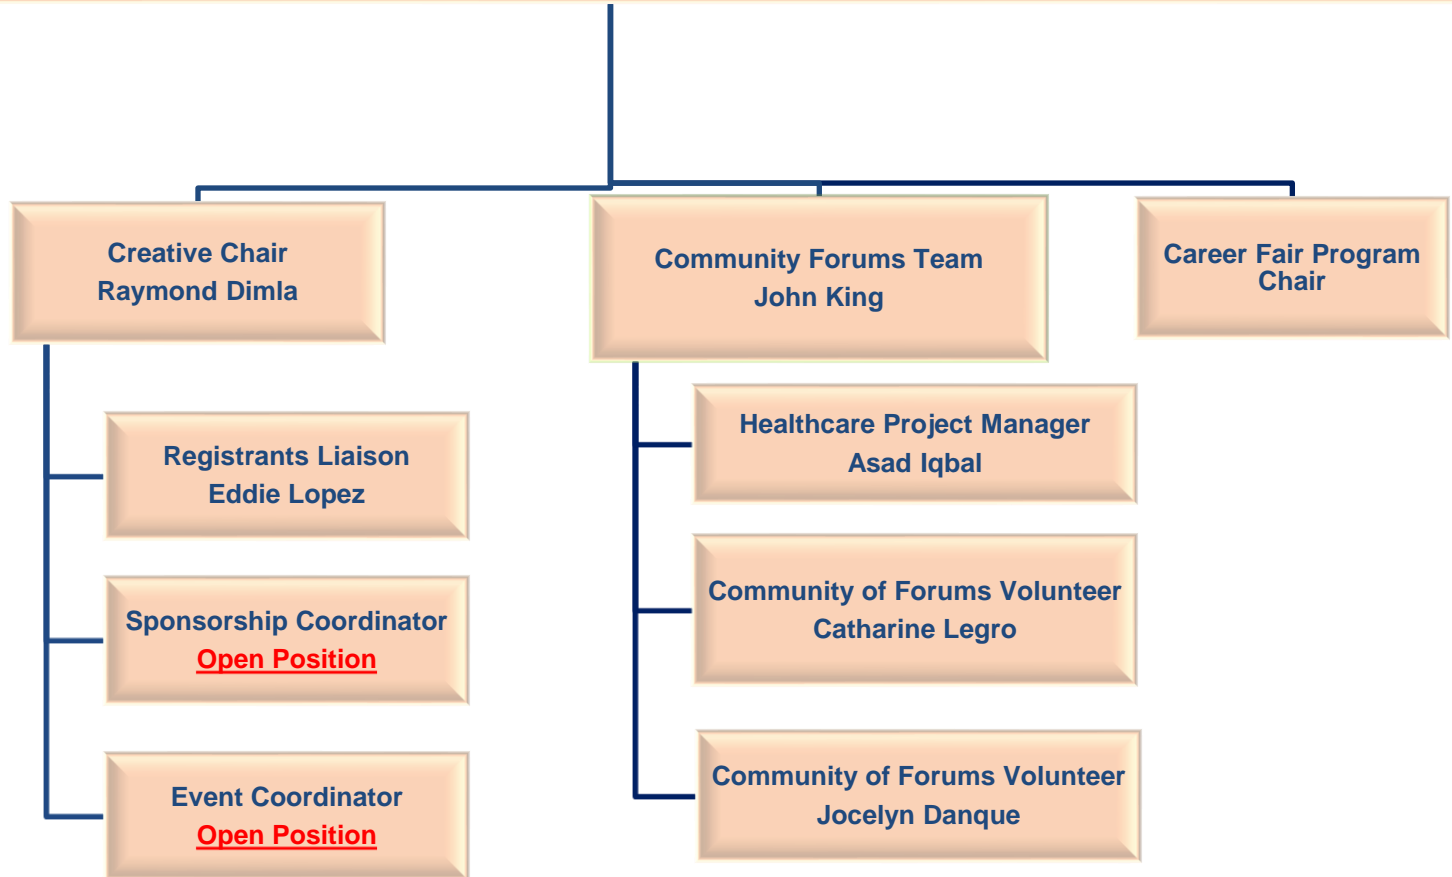 Creative Chair
Raymond Dimla
Community Forums Team
John King
Career Fair Program
Chair
Registrants Liaison
Eddie Lopez
Sponsorship Coordinator
Open Position
Event Coordinator
Open Position
Healthcare Project Manager
Asad Iqbal
Community of Forums Volunteer
Catharine Legro
Community of Forums Volunteer
Jocelyn Danque